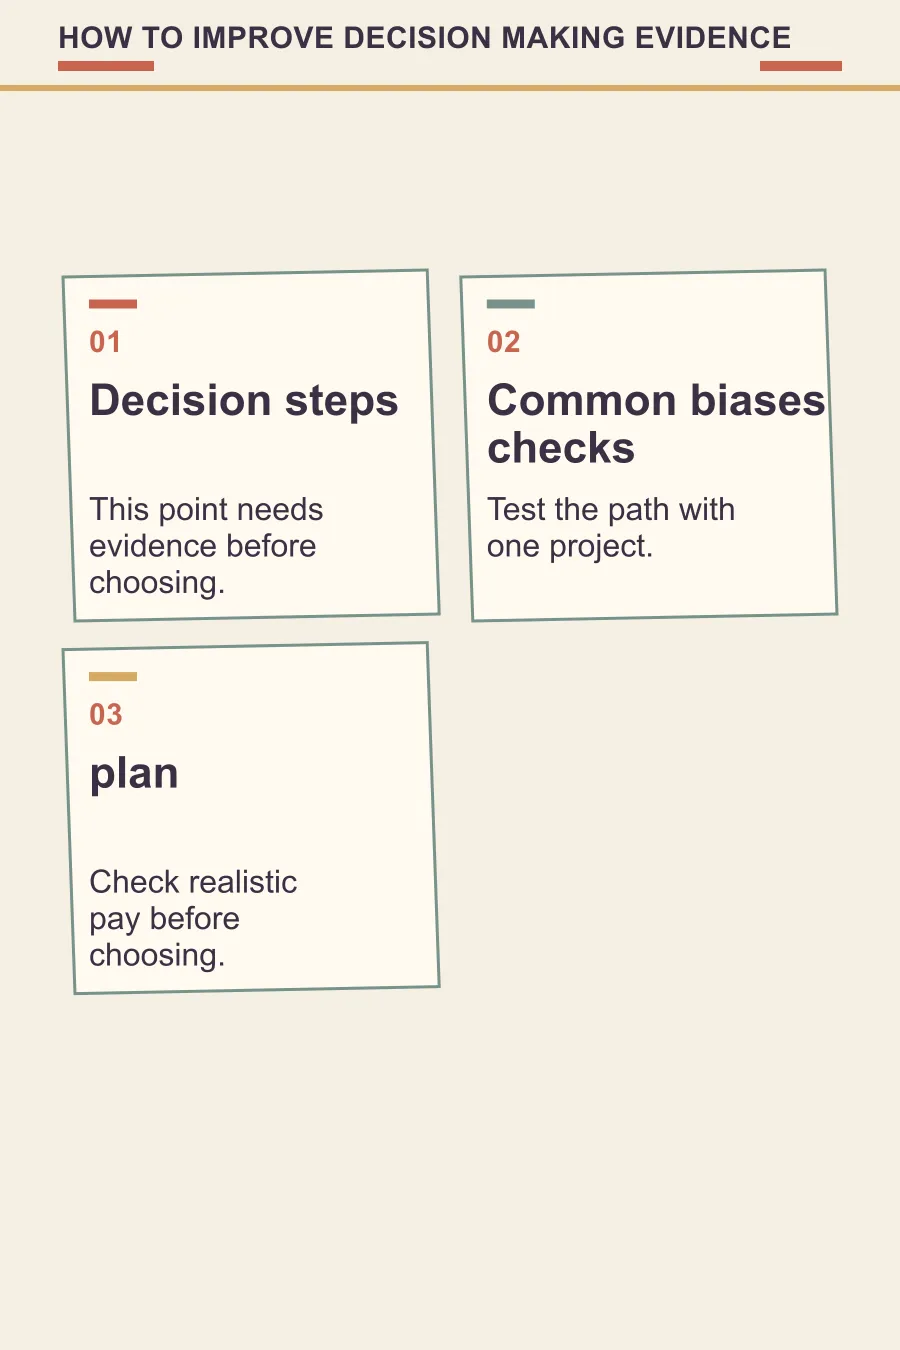 HOW TO IMPROVE DECISION MAKING EVIDENCE
01
Decision steps
This point needs
evidence before
choosing.
02
Common biases
checks
Test the path with
one project.
03
plan
Check realistic
pay before
choosing.